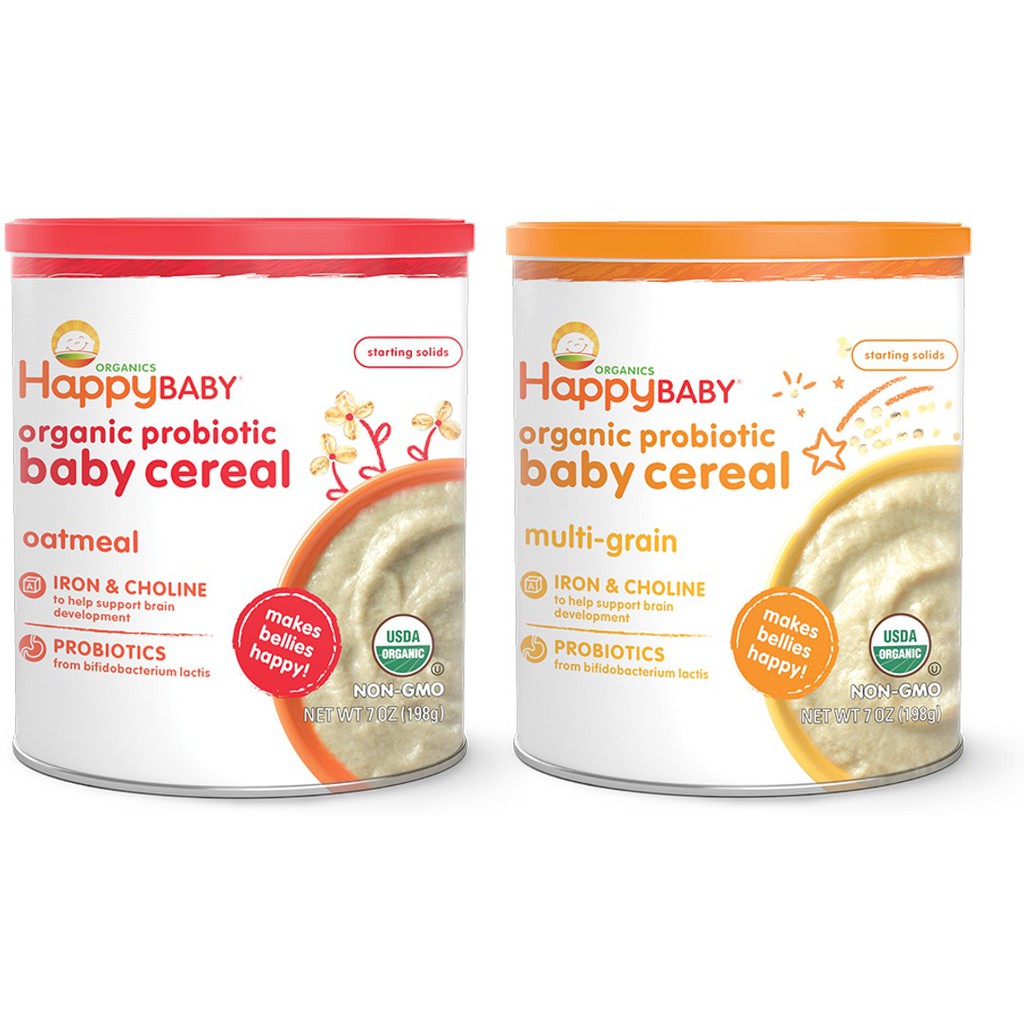 ORGANICS
HappyBABY
starting solids
organic probiotic
baby cereal
oatmeal
IRON & CHOLINE
to help support brain
development
PROBIOTICS
from bifidobacterium lactis
makes
bellies
happy!
USDA
ORGANIC
U
NON-GMO
NET WT 7 OZ (198g)
ORGANICS
HappyBABY
starting solids
organic probiotic
baby cereal
multi-grain
IRON & CHOLINE
to help support brain
development
PROBIOTICS
from bifidobacterium lactis
makes
bellies
happy!
USDA
ORGANIC
U
NON-GMO
NET WT 7 OZ (198g)